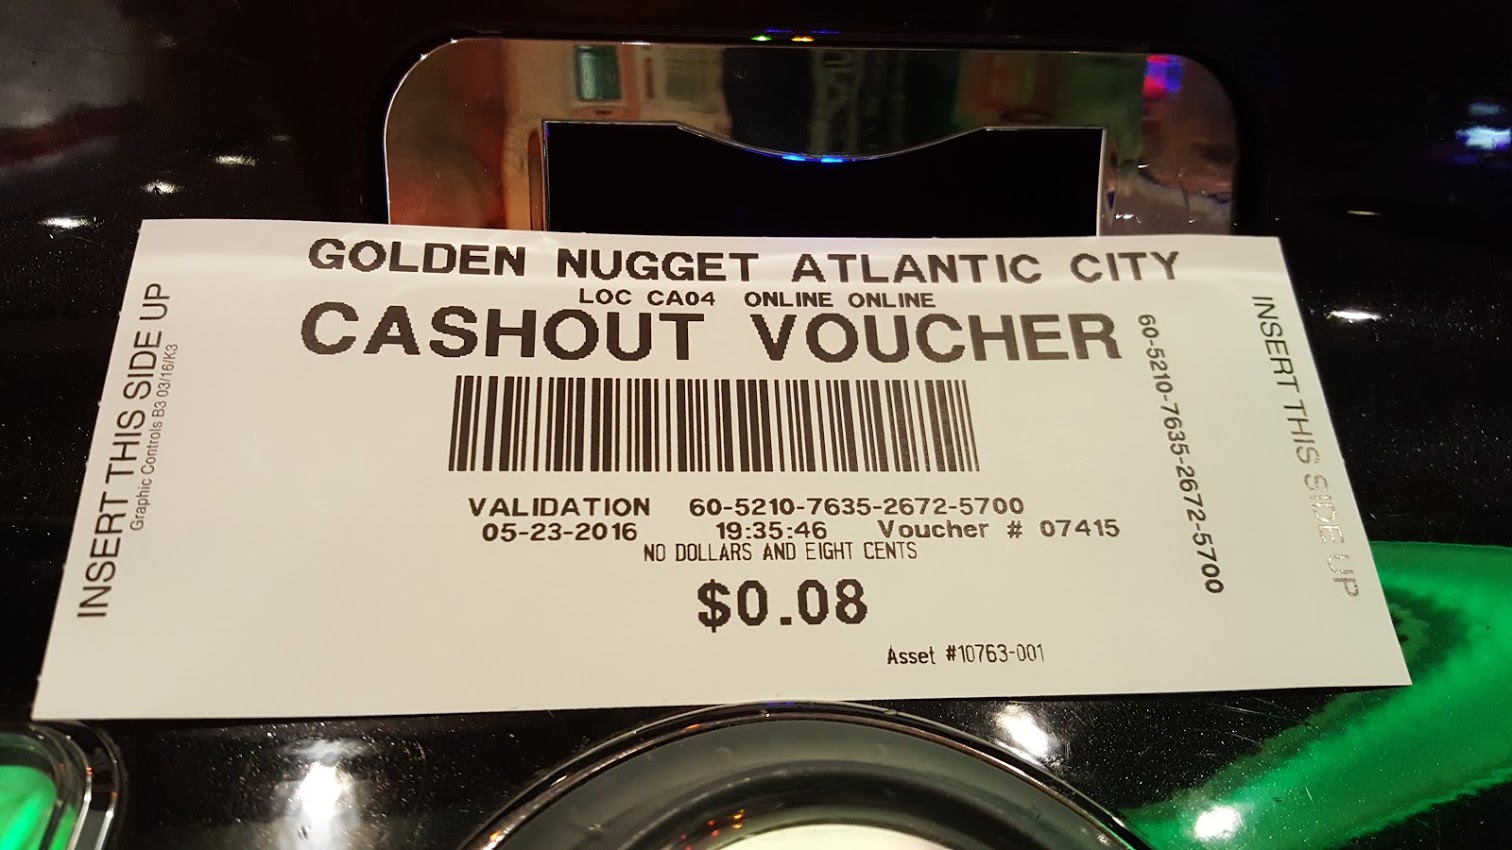 GOLDEN NUGGET ATLANTIC CITY
LOC CA04 ONLINE ONLINE
CASHOUT VOUCHER
VALIDATION 60-5210-7635-2672-5700
05-23-2016 19:35:46 Voucher # 07415
NO DOLLARS AND EIGHT CENTS
$0.08
Asset #10763-001
INSERT THIS SIDE UP
Graphic Controls B3 03/16/K3
60-5210-7635-2672-5700
INSERT THIS SIDE UP